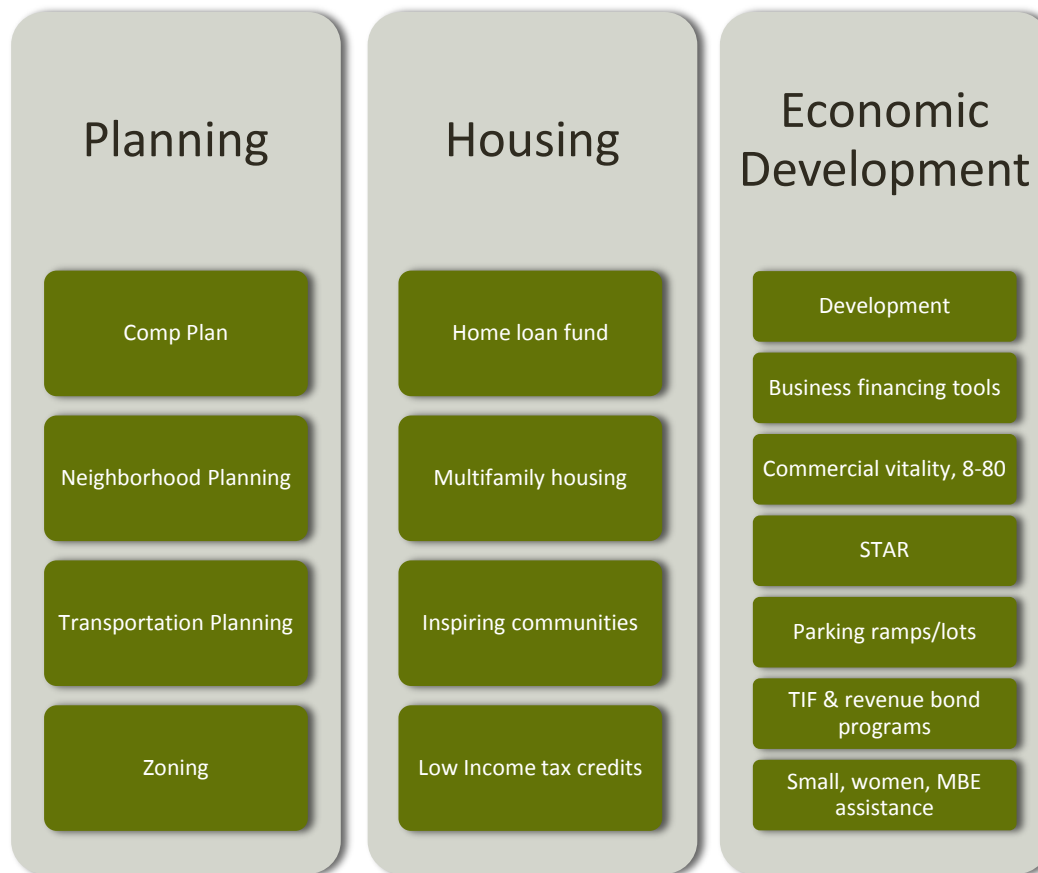 Planning
Comp Plan
Neighborhood Planning
Transportation Planning
Zoning
Housing
Home loan fund
Multifamily housing
Inspiring communities
Low Income tax credits
Economic
Development
Development
Business financing tools
Commercial vitality, 8-80
STAR
Parking ramps/lots
TIF & revenue bond
programs
Small, women, MBE
assistance